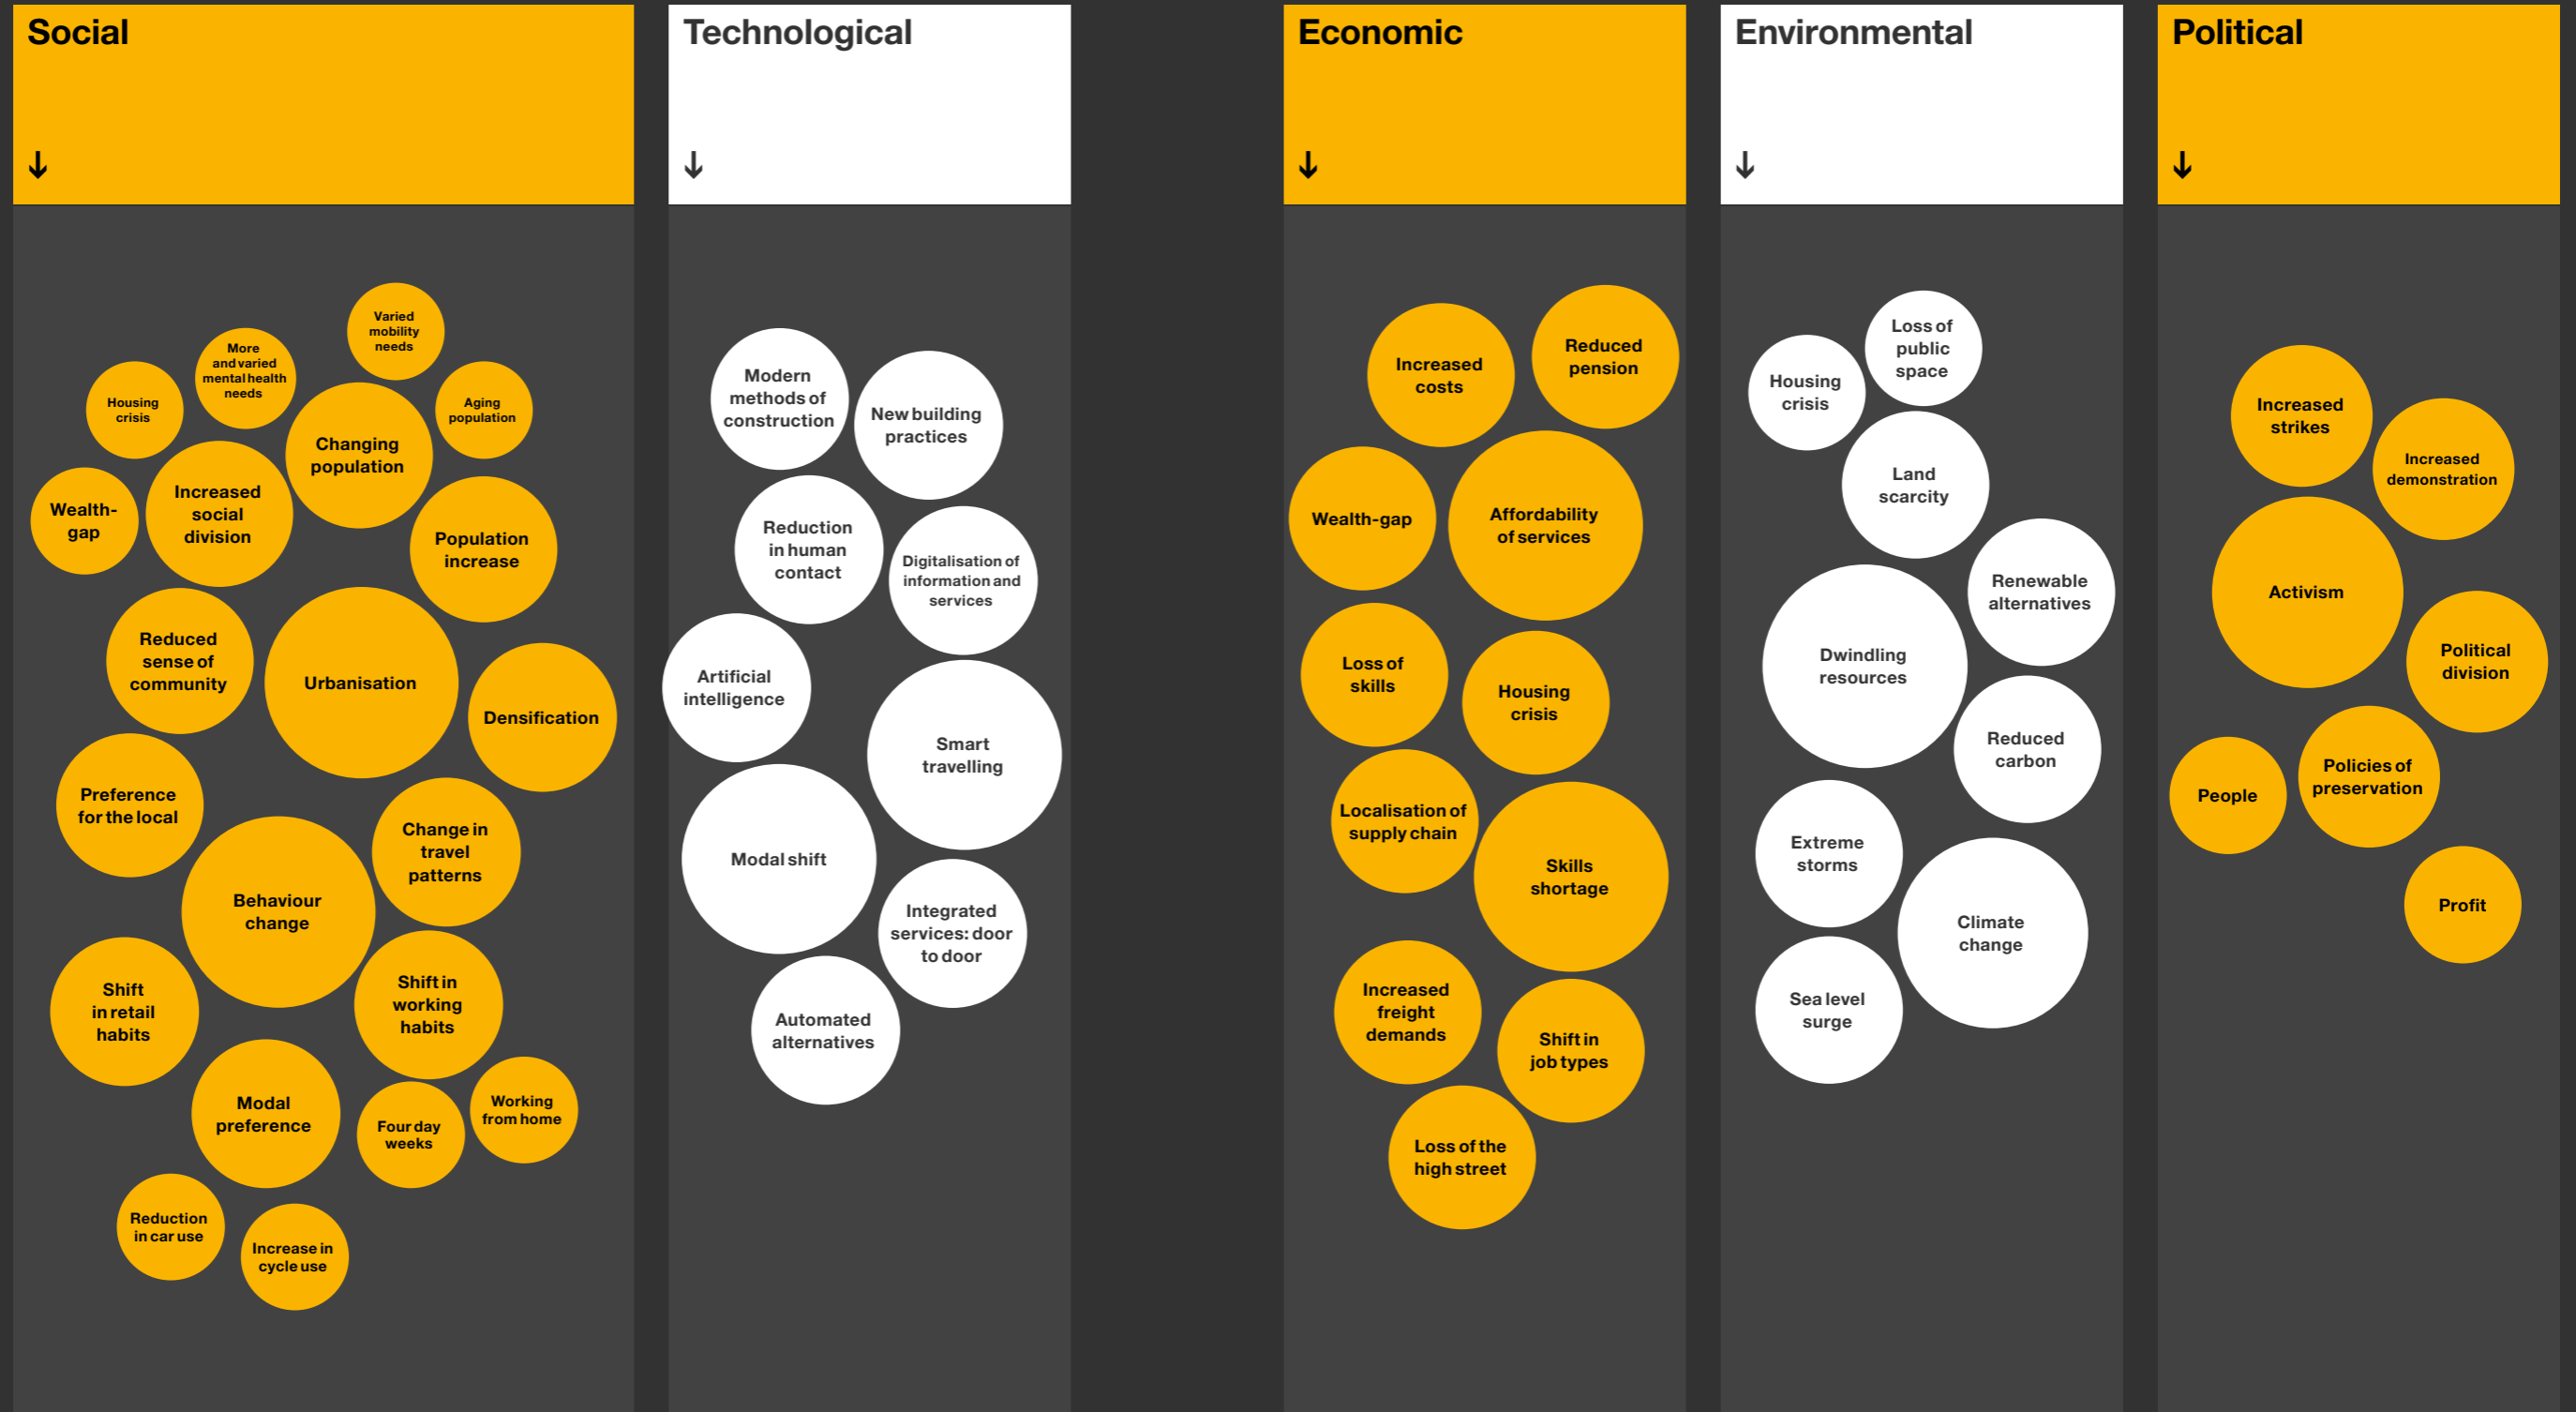 Social
↓
Varied
mobility
needs
More
and varied
mental health
needs
Housing
crisis
Aging
population
Changing
population
Wealth-
gap
Increased
social
division
Population
increase
Reduced
sense of
community
Urbanisation
Densification
Preference
for the local
Change in
travel
patterns
Behaviour
change
Shift
in retail
habits
Shift in
working
habits
Modal
preference
Four day
weeks
Working
from home
Reduction
in car use
Increase in
cycle use
Technological
↓
Modern
methods of
construction
New building
practices
Reduction
in human
contact
Digitalisation of
information and
services
Artificial
intelligence
Smart
travelling
Modal shift
Integrated
services: door
to door
Automated
alternatives
Economic
↓
Increased
costs
Reduced
pension
Wealth-gap
Affordability
of services
Loss of
skills
Housing
crisis
Localisation of
supply chain
Skills
shortage
Increased
freight
demands
Shift in
job types
Loss of the
high street
Environmental
↓
Housing
crisis
Loss of
public
space
Land
scarcity
Renewable
alternatives
Dwindling
resources
Reduced
carbon
Extreme
storms
Climate
change
Sea level
surge
Political
↓
Increased
strikes
Increased
demonstration
Activism
Political
division
People
Policies of
preservation
Profit